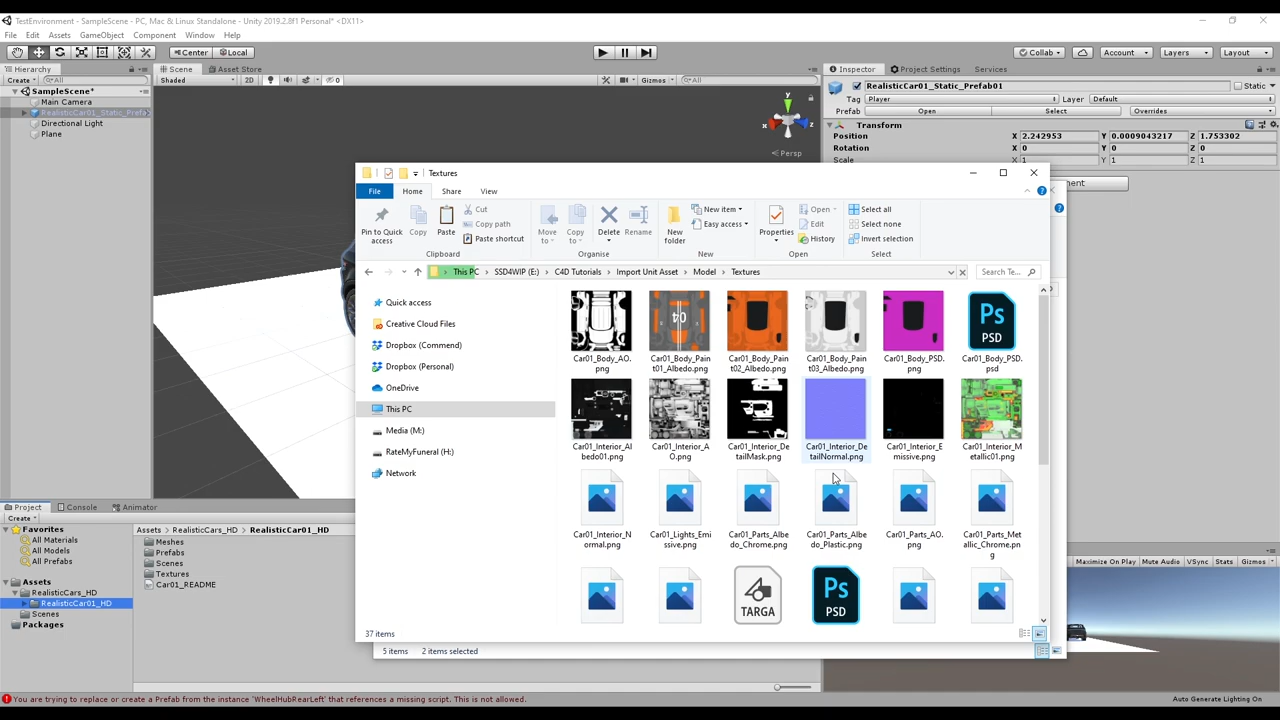 TestEnvironment - SampleScene - PC, Mac & Linux Standalone - Unity 2019.2.8f1 Personal* <DX11>
File Edit Assets GameObject Component Window Help
Center Local Collab Account Layers Layout
Hierarchy Scene Asset Store Inspector Project Settings Services
Create All Shaded 2D 0 Gizmos All RealisticCar01_Static_Prefab01 Static
SampleScene* Tag Player Layer Default
Main Camera Prefab Open Select Overrides
RealisticCar01_Static_Prefa
Directional Light Transform
Plane Position X 2.242953 Y 0.0009043217 Z 1.753302
Rotation X 0 Y 0 Z 0
Scale X 1 Y 1 Z 1
y x z
Persp
Textures
File Home Share View
Pin to Quick access Copy Paste Cut Copy path Paste shortcut Move to Copy to Delete Rename New folder New item Easy access Properties Open Edit History Select all Select none Invert selection
Clipboard Organise New Open Select
This PC SSD4WIP (E:) C4D Tutorials Import Unit Asset Model Textures Search Te...
Quick access
Creative Cloud Files
Dropbox (Commend)
Dropbox (Personal)
OneDrive
This PC
Media (M:)
RateMyFuneral (H:)
Network
04
Ps
PSD
Car01_Body_AO.png
Car01_Body_Paint01_Albedo.png
Car01_Body_Paint02_Albedo.png
Car01_Body_Paint03_Albedo.png
Car01_Body_PSD.png
Car01_Body_PSD.psd
Car01_Interior_Albedo01.png
Car01_Interior_AO.png
Car01_Interior_DetailMask.png
Car01_Interior_DetailNormal.png
Car01_Interior_Emissive.png
Car01_Interior_Metallic01.png
Car01_Interior_Normal.png
Car01_Lights_Emissive.png
Car01_Parts_Albedo_Chrome.png
Car01_Parts_Albedo_Plastic.png
Car01_Parts_AO.png
Car01_Parts_Metallic_Chrome.png
TARGA
Ps
PSD
37 items
5 items 2 items selected
Project Console Animator
Create
Favorites
All Materials
All Models
All Prefabs
Assets
RealisticCars_HD
RealisticCar01_HD
Scenes
Packages
Assets > RealisticCars_HD > RealisticCar01_HD
Meshes
Prefabs
Scenes
Textures
Car01_README
Maximize On Play Mute Audio VSync Stats Gizmos
You are trying to replace or create a Prefab from the instance 'WheelHubRearLeft' that references a missing script. This is not allowed.
Auto Generate Lighting On